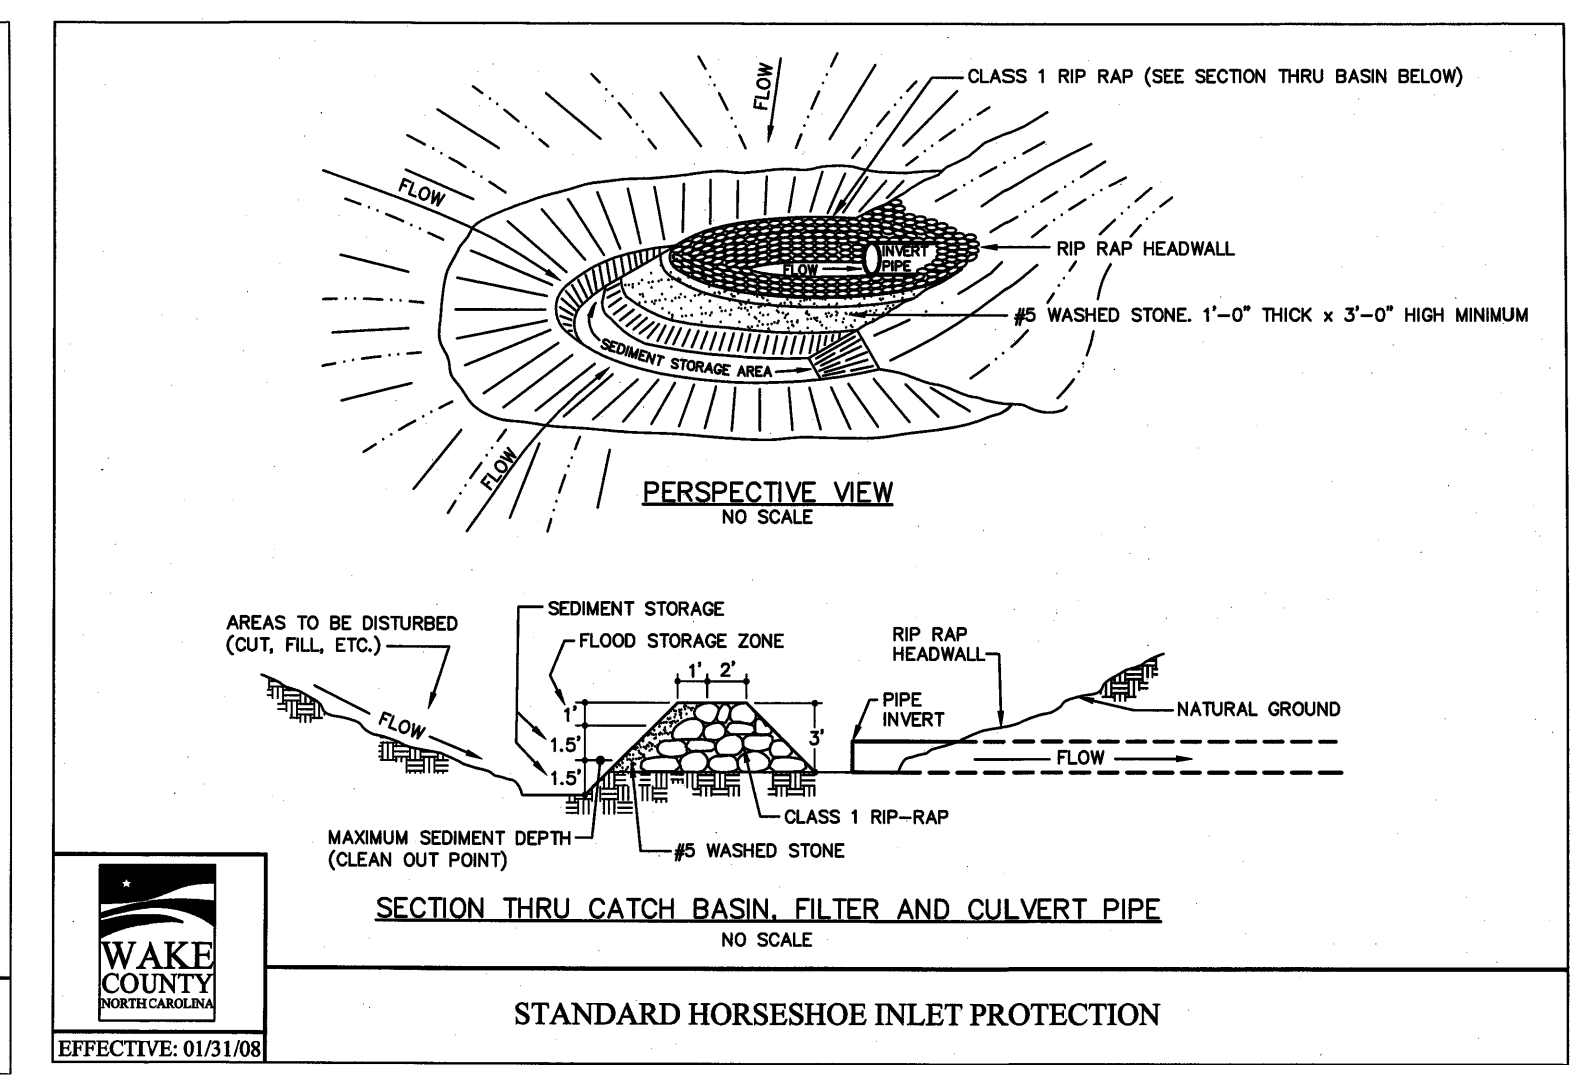 FLOW
CLASS 1 RIP RAP (SEE SECTION THRU BASIN BELOW)
FLOW
RIP RAP HEADWALL
INVERT
PIPE
FLOW
#5 WASHED STONE. 1'-0" THICK x 3'-0" HIGH MINIMUM
SEDIMENT STORAGE AREA
FLOW
PERSPECTIVE VIEW
NO SCALE
AREAS TO BE DISTURBED
(CUT, FILL, ETC.)
SEDIMENT STORAGE
FLOOD STORAGE ZONE
1' 2'
RIP RAP
HEADWALL
PIPE
INVERT
NATURAL GROUND
FLOW
1'
1.5'
1.5'
3'
FLOW
CLASS 1 RIP-RAP
MAXIMUM SEDIMENT DEPTH
(CLEAN OUT POINT)
#5 WASHED STONE
SECTION THRU CATCH BASIN, FILTER AND CULVERT PIPE
NO SCALE
WAKE
COUNTY
NORTH CAROLINA
STANDARD HORSESHOE INLET PROTECTION
EFFECTIVE: 01/31/08